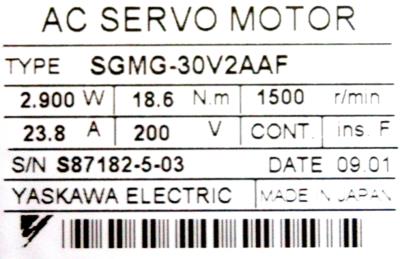 AC SERVO MOTOR
TYPE SGMG-30V2AAF
2.900 W 18.6 N.m 1500 r/min
23.8 A 200 V CONT. ins. F
S/N S87182-5-03 DATE 09.01
YASKAWA ELECTRIC MADE IN JAPAN